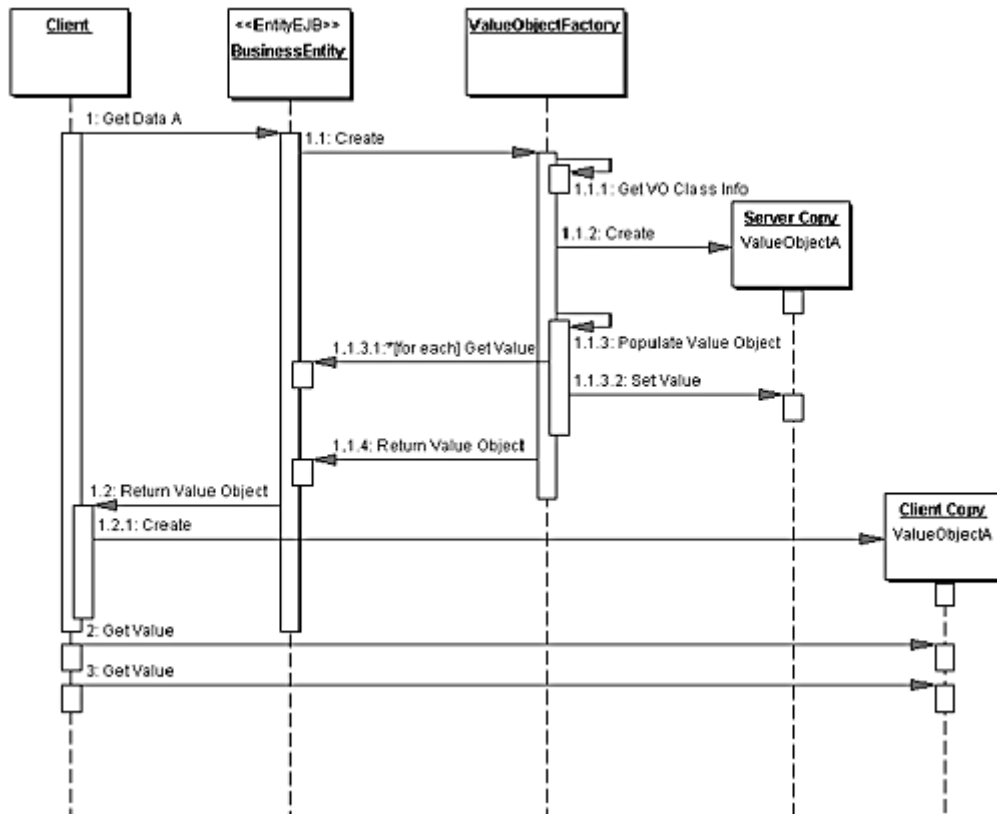 Client
<<EntityEJB>>
BusinessEntity
ValueObjectFactory
1: Get Data A
1.1: Create
1.1.1: Get VO Class Info
Server Copy
ValueObjectA
1.1.2: Create
1.1.3: Populate Value Object
1.1.3.1:*[for each] Get Value
1.1.3.2: Set Value
1.1.4: Return Value Object
1.2: Return Value Object
Client Copy
ValueObjectA
1.2.1: Create
2: Get Value
3: Get Value